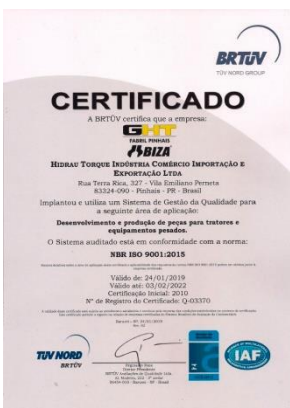 BRTÜV
TÜV NORD GROUP
CERTIFICADO
A BRTÜV certifica que a empresa:
GHT
FABRIL PINHAIS
BIZA
HIDRAU TORQUE INDÚSTRIA COMÉRCIO IMPORTAÇÃO E
EXPORTAÇÃO LTDA
Rua Terra Rica, 327 - Vila Emiliano Perneta
83324-090 - Pinhais - PR - Brasil
Implantou e utiliza um Sistema de Gestão da Qualidade para
a seguinte área de aplicação:
Desenvolvimento e produção de peças para tratores e
equipamentos pesados.
O Sistema auditado está em conformidade com a norma:
NBR ISO 9001:2015
Válido de: 24/01/2019
Válido até: 03/02/2022
Certificação Inicial: 2010
N° de Registro de Certificado: Q-03370
TUV NORD
BRTÜV
IAF